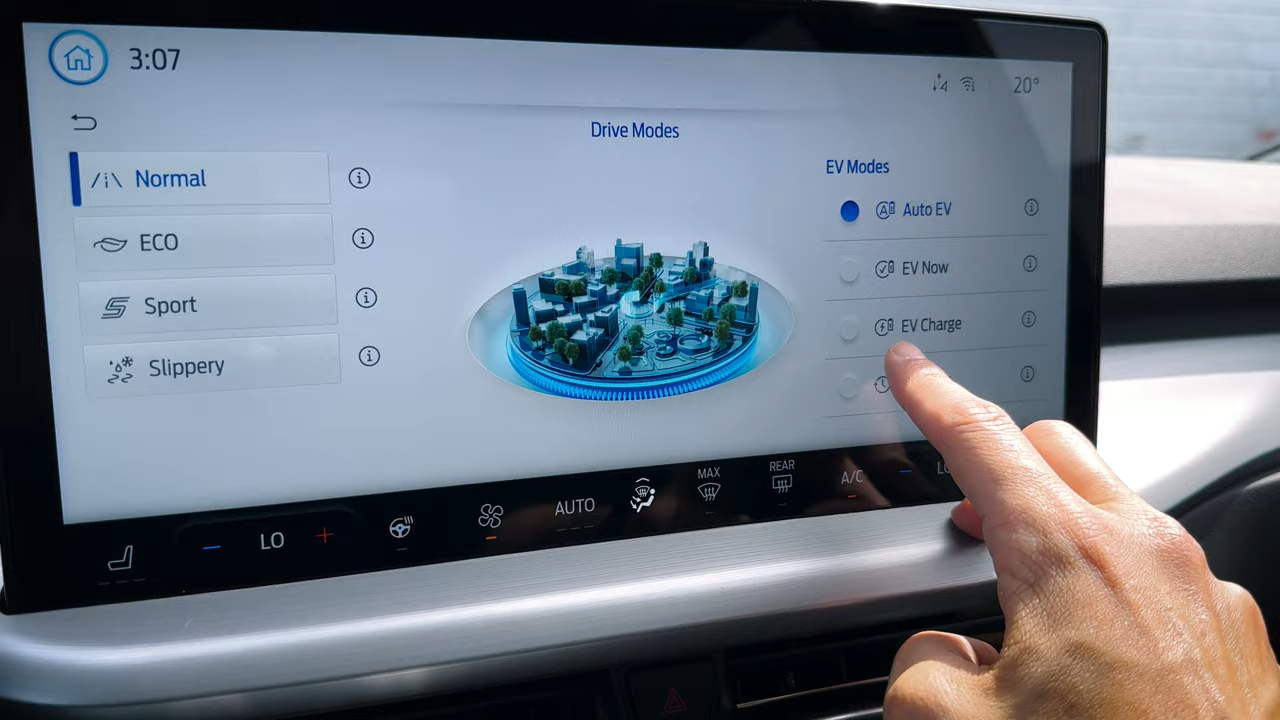 3:07
20°
Drive Modes
Normal
ECO
Sport
Slippery
EV Modes
Auto EV
EV Now
EV Charge
LO
AUTO
MAX
REAR
A/C